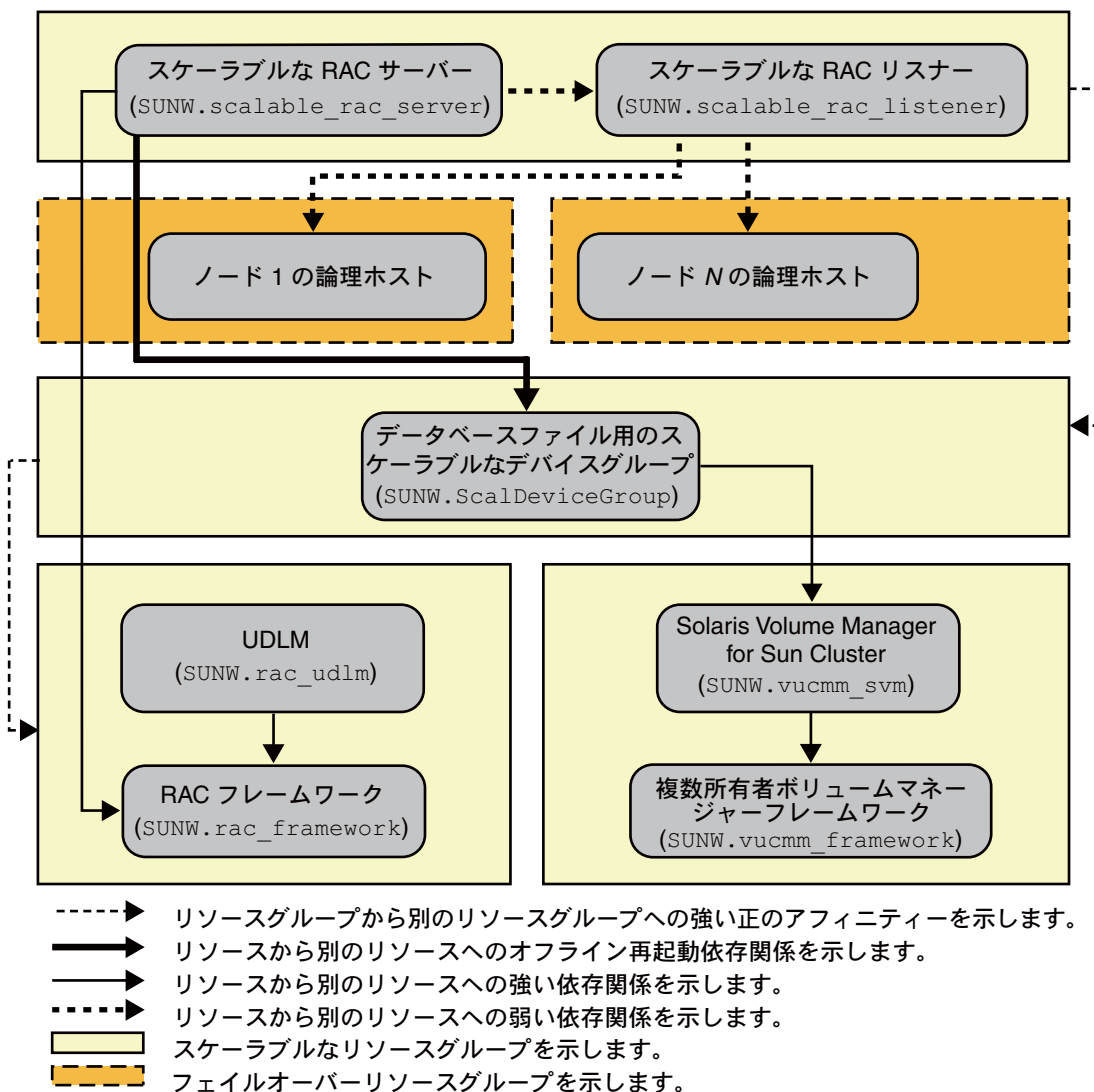 スケーラブルな RAC サーバー
(SUNW.scalable_rac_server)
スケーラブルな RAC リスナー
(SUNW.scalable_rac_listener)
ノード 1 の論理ホスト
ノード N の論理ホスト
データベースファイル用のス
ケーラブルなデバイスグループ
(SUNW.ScalDeviceGroup)
UDLM
(SUNW.rac_udlm)
RAC フレームワーク
(SUNW.rac_framework)
Solaris Volume Manager
for Sun Cluster
(SUNW.vucmm_svm)
複数所有者ボリュームマネー
ジャーフレームワーク
(SUNW.vucmm_framework)
リソースグループから別のリソースグループへの強い正のアフィニティーを示します。
リソースから別のリソースへのオフライン再起動依存関係を示します。
リソースから別のリソースへの強い依存関係を示します。
リソースから別のリソースへの弱い依存関係を示します。
スケーラブルなリソースグループを示します。
フェイルオーバーリソースグループを示します。